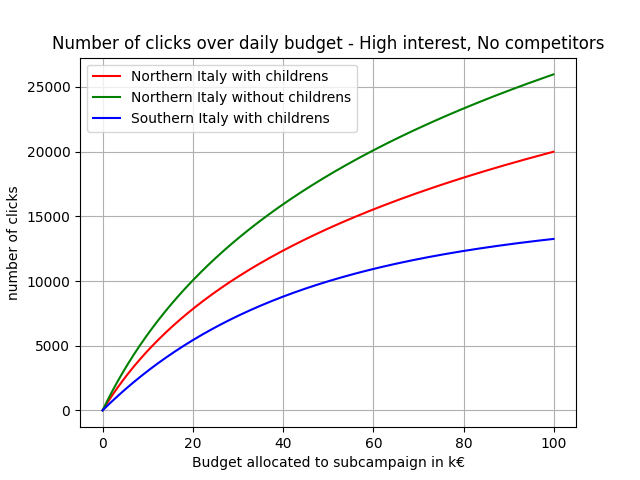 Number of clicks over daily budget - High interest, No competitors
Northern Italy with childrens
Northern Italy without childrens
Southern Italy with childrens
number of clicks
25000
20000
15000
10000
5000
0
0 20 40 60 80 100
Budget allocated to subcampaign in k€